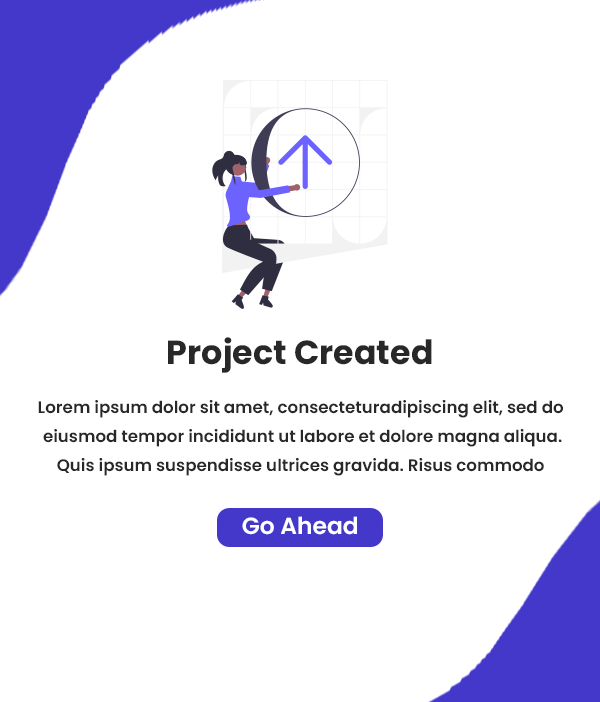 Project Created
Lorem ipsum dolor sit amet, consecteturadipiscing elit, sed do
eiusmod tempor incididunt ut labore et dolore magna aliqua.
Quis ipsum suspendisse ultrices gravida. Risus commodo
Go Ahead